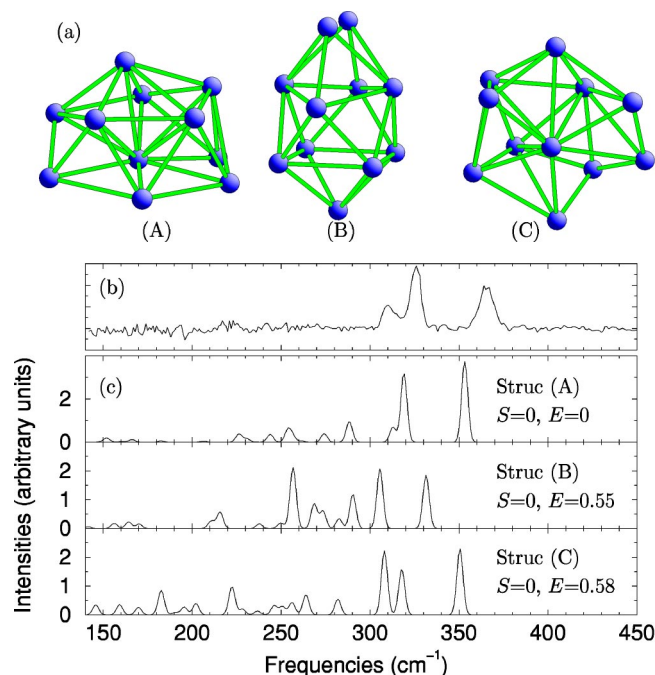 (a)
(A) (B) (C)
(b)
(c)
Struc (A)
S=0, E=0
2
0
Struc (B)
S=0, E=0.55
2
1
0
Struc (C)
S=0, E=0.58
2
1
0
Intensities (arbitrary units)
150 200 250 300 350 400 450
Frequencies (cm⁻¹)